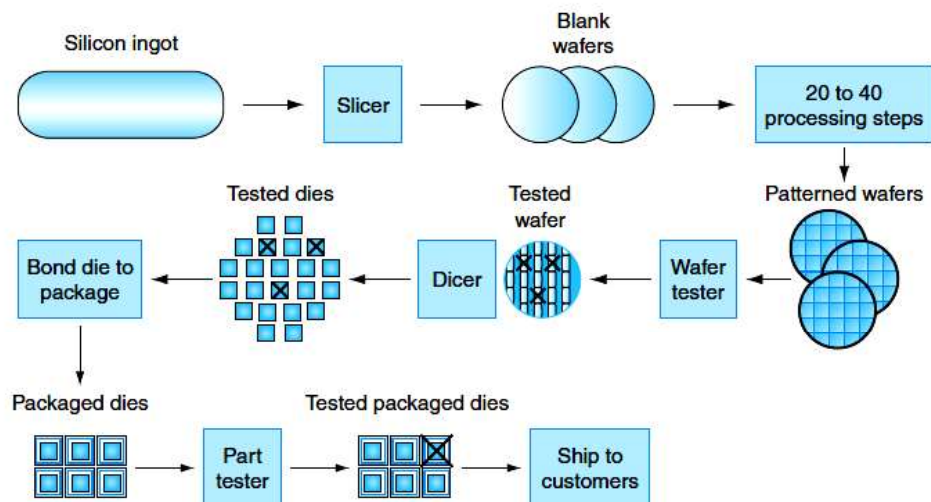 Silicon ingot
Slicer
Blank
wafers
20 to 40
processing steps
Patterned wafers
Wafer
tester
Tested
wafer
Dicer
Tested dies
Bond die to
package
Packaged dies
Part
tester
Tested packaged dies
Ship to
customers